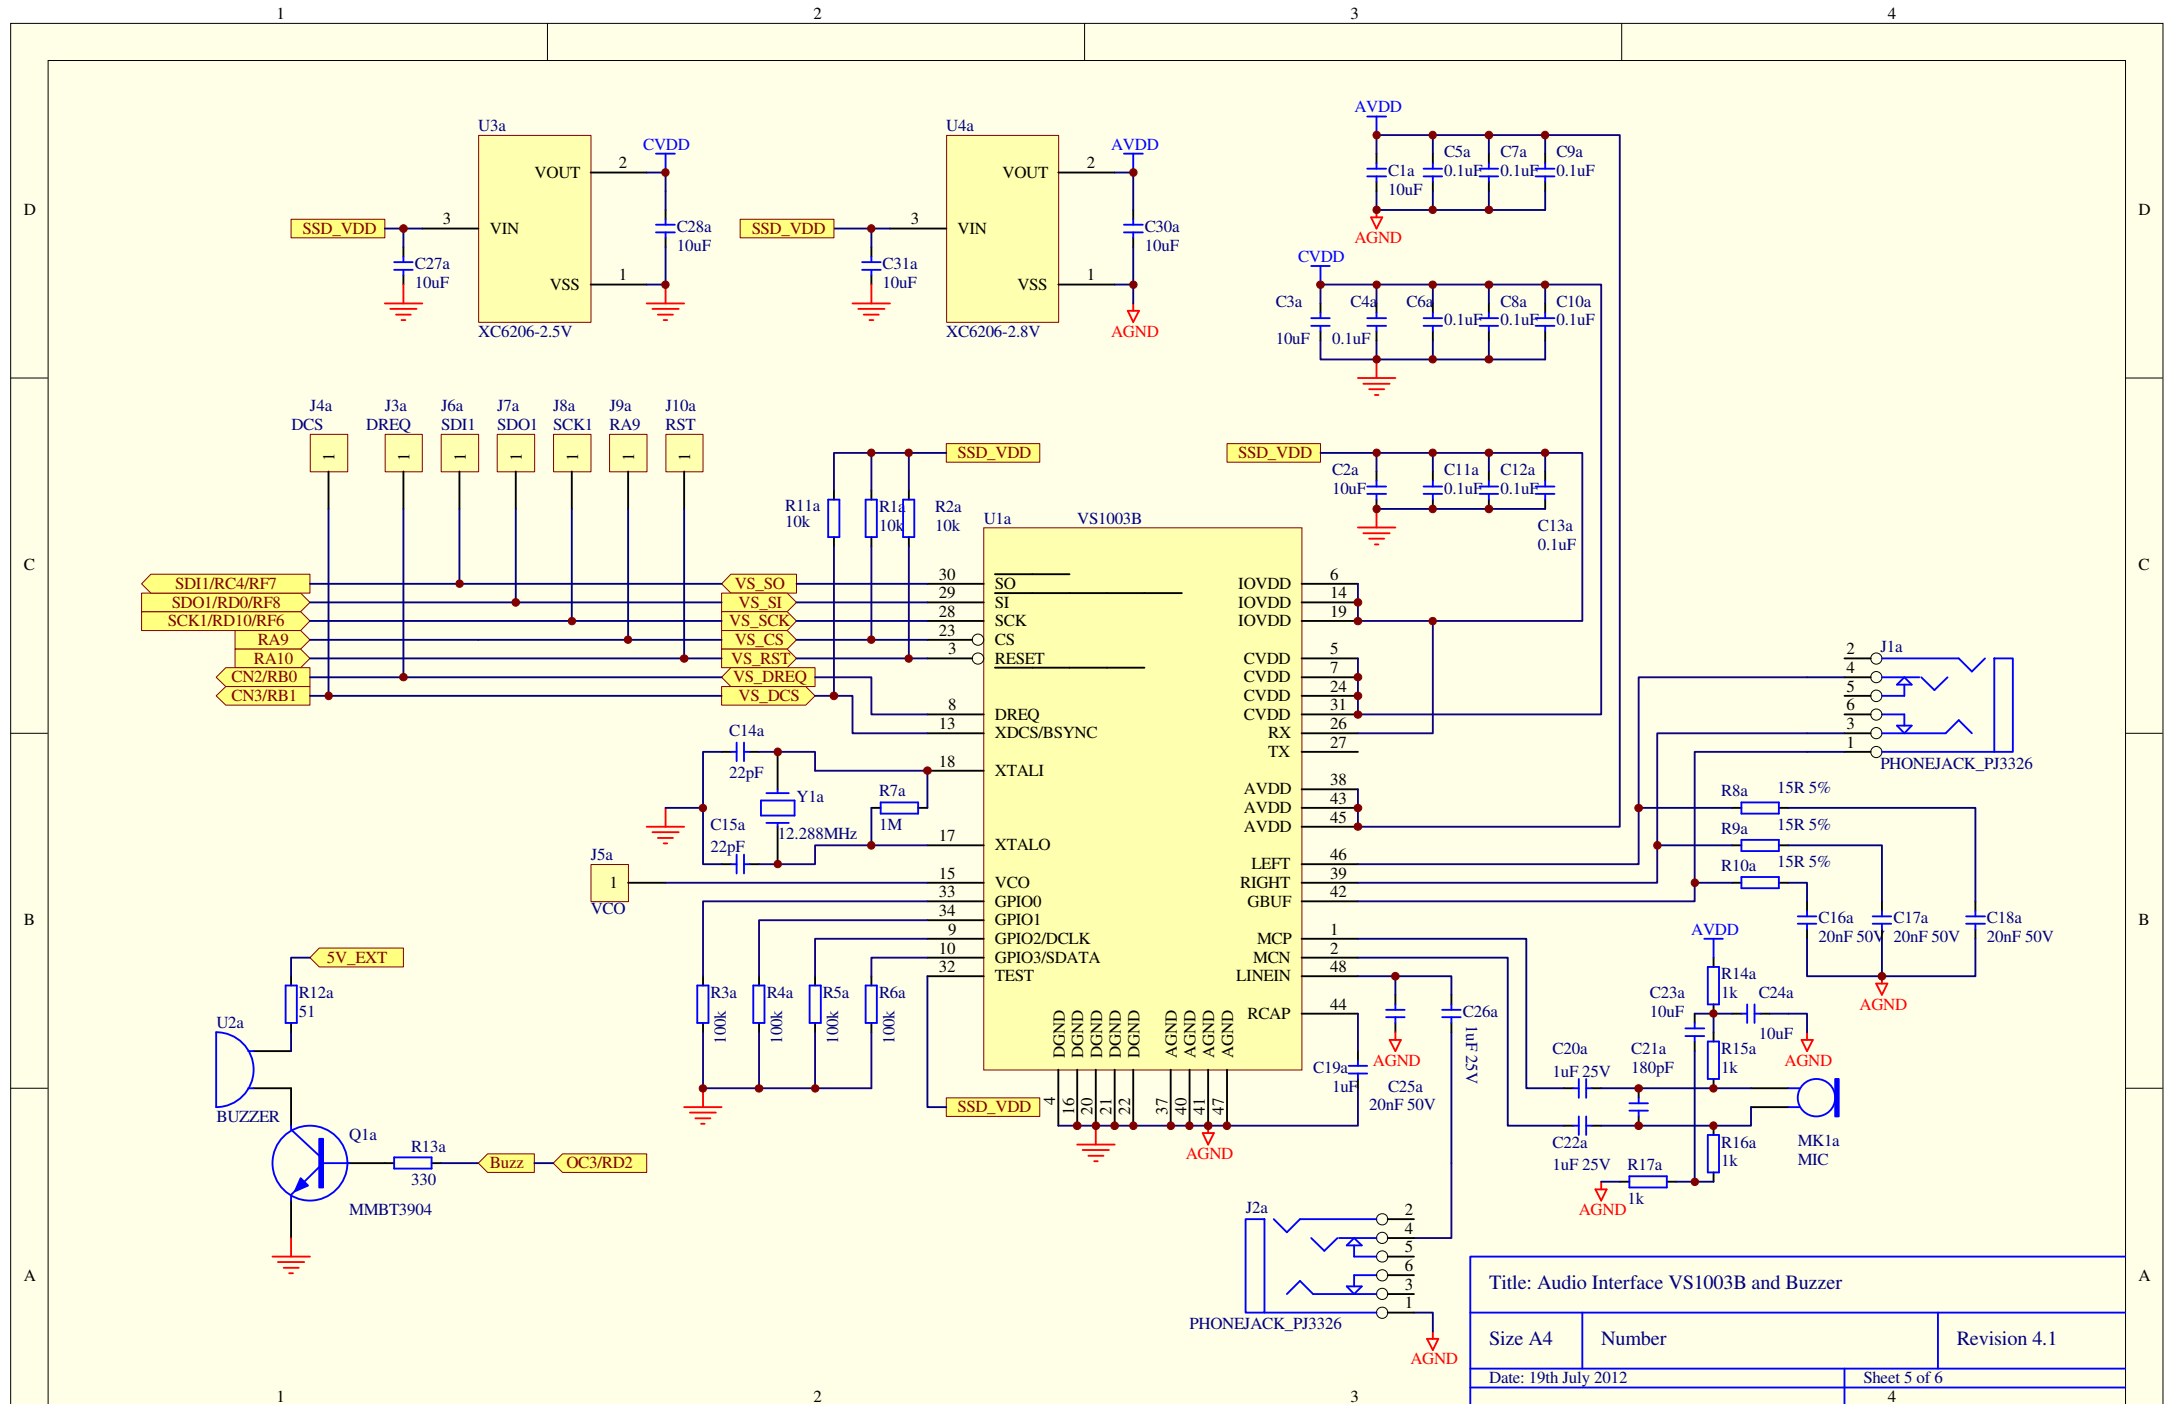 1
2
3
4
D
C
B
A
D
C
B
A
U3a
VOUT
VIN
VSS
2
3
1
CVDD
SSD_VDD
C27a
10uF
C28a
10uF
XC6206-2.5V
U4a
VOUT
VIN
VSS
2
3
1
AVDD
SSD_VDD
C31a
10uF
C30a
10uF
XC6206-2.8V
AGND
AVDD
C1a
10uF
C5a
0.1uF
C7a
0.1uF
C9a
0.1uF
AGND
CVDD
C3a
10uF
C4a
0.1uF
C6a
0.1uF
C8a
0.1uF
C10a
0.1uF
J4a
DCS
1
J3a
DREQ
1
J6a
SDI1
1
J7a
SDO1
1
J8a
SCK1
1
J9a
RA9
1
J10a
RST
1
SSD_VDD
R11a
10k
R1a
10k
R2a
10k
SSD_VDD
C2a
10uF
C11a
0.1uF
C12a
0.1uF
C13a
0.1uF
SDI1/RC4/RF7
SDO1/RD0/RF8
SCK1/RD10/RF6
RA9
RA10
CN2/RB0
CN3/RB1
VS_SO
VS_SI
VS_SCK
VS_CS
VS_RST
VS_DREQ
VS_DCS
U1a
VS1003B
30 SO
29 SI
28 SCK
23 CS
3 RESET
8 DREQ
13 XDCS/BSYNC
18 XTALI
17 XTALO
15 VCO
33 GPIO0
34 GPIO1
9 GPIO2/DCLK
10 GPIO3/SDATA
32 TEST
IOVDD 6
IOVDD 14
IOVDD 19
CVDD 5
CVDD 7
CVDD 24
CVDD 31
RX 26
TX 27
AVDD 38
AVDD 43
AVDD 45
LEFT 46
RIGHT 39
GBUF 42
MCP 1
MCN 2
LINEIN 48
RCAP 44
DGND
DGND
DGND
DGND
DGND
AGND
AGND
AGND
AGND
4
16
20
21
22
37
40
41
47
AGND
C14a
22pF
Y1a
12.288MHz
C15a
22pF
R7a
1M
J5a
1
VCO
R3a
100k
R4a
100k
R5a
100k
R6a
100k
SSD_VDD
5V_EXT
R12a
51
U2a
BUZZER
Q1a
R13a
330
Buzz
OC3/RD2
MMBT3904
J1a
2
4
5
6
3
1
PHONEJACK_PJ3326
R8a
15R 5%
R9a
15R 5%
R10a
15R 5%
C16a
20nF 50V
C17a
20nF 50V
C18a
20nF 50V
AGND
AVDD
R14a
1k
C23a
10uF
C24a
10uF
AGND
R15a
1k
C20a
1uF 25V
C21a
180pF
C22a
1uF 25V
R16a
1k
R17a
1k
AGND
MK1a
MIC
C26a
1uF 25V
AGND
C19a
1uF
C25a
20nF 50V
J2a
2
4
5
6
3
1
PHONEJACK_PJ3326
AGND
Title: Audio Interface VS1003B and Buzzer
Size A4
Number
Revision 4.1
Date: 19th July 2012
Sheet 5 of 6
1
2
3
4